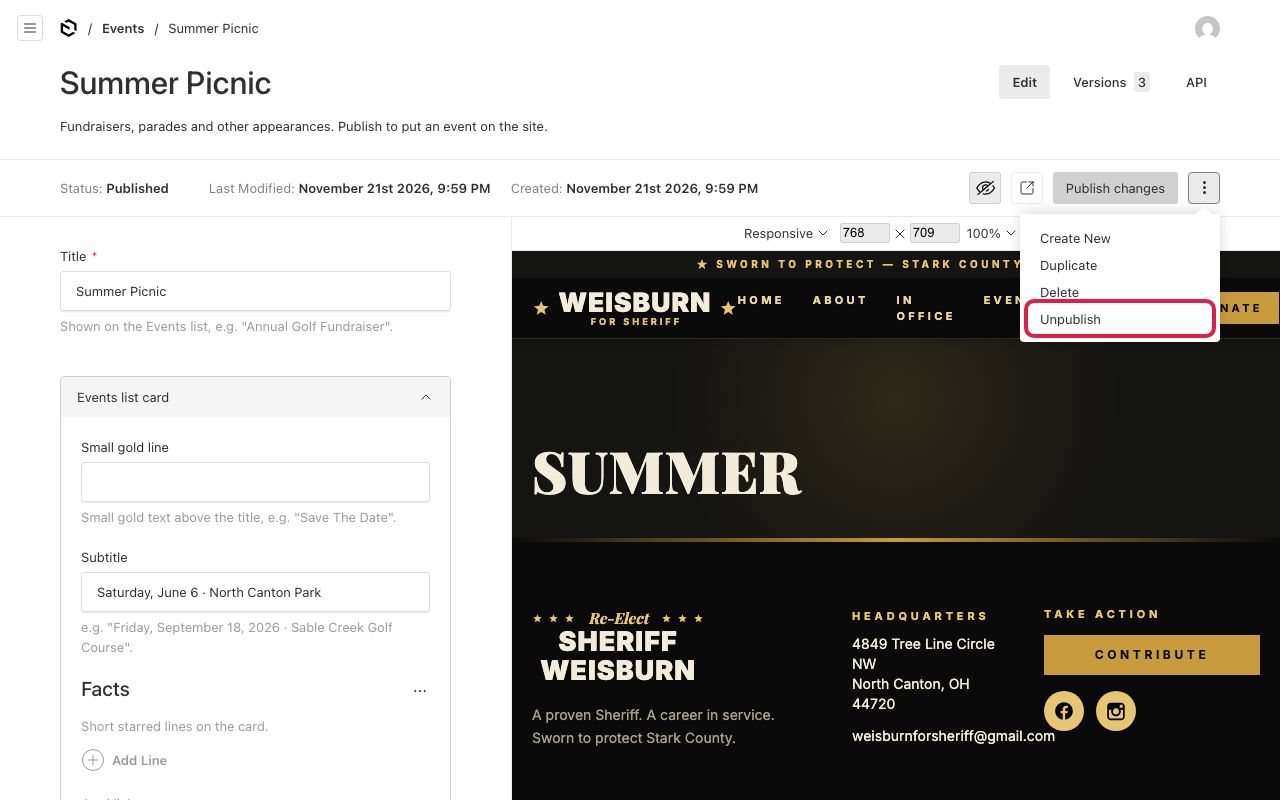 / Events / Summer Picnic
Summer Picnic
Edit
Versions 3
API
Fundraisers, parades and other appearances. Publish to put an event on the site.
Status: Published
Last Modified: November 21st 2026, 9:59 PM
Created: November 21st 2026, 9:59 PM
Publish changes
Create New
Duplicate
Delete
Unpublish
Title *
Summer Picnic
Shown on the Events list, e.g. "Annual Golf Fundraiser".
Events list card
Small gold line
Small gold text above the title, e.g. "Save The Date".
Subtitle
Saturday, June 6 · North Canton Park
e.g. "Friday, September 18, 2026 · Sable Creek Golf
Course".
Facts
Short starred lines on the card.
Add Line
Responsive 768 × 709 100%
★ SWORN TO PROTECT — STARK COUNTY
★ WEISBURN ★
FOR SHERIFF
HOME
ABOUT
IN
OFFICE
EVEN
NATE
SUMMER
★ ★ ★ Re-Elect ★ ★ ★
SHERIFF
WEISBURN
A proven Sheriff. A career in service.
Sworn to protect Stark County.
HEADQUARTERS
4849 Tree Line Circle
NW
North Canton, OH
44720
weisburnforsheriff@gmail.com
TAKE ACTION
CONTRIBUTE